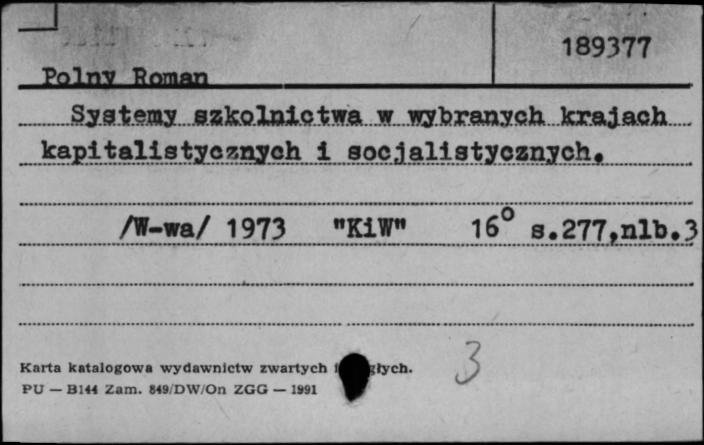 189377
Polny Roman
Systemy szkolnictwa w wybranych krajach
kapitalistycznych i socjalistycznych.
/W-wa/ 1973 "KiW" 16° s.277,nlb.3
Karta katalogowa wydawnictw zwartych
PU — B144 Zam. 849/DW/On ZGG — 1991
3